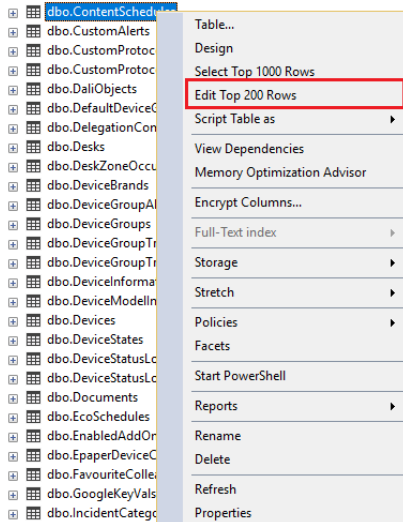 dbo.ContentSchedules
dbo.CustomAlerts
dbo.CustomProtoc
dbo.CustomProtoc
dbo.DaliObjects
dbo.DefaultDeviceG
dbo.DelegationCon
dbo.Desks
dbo.DeskZoneOccu
dbo.DeviceBrands
dbo.DeviceGroupAl
dbo.DeviceGroups
dbo.DeviceGroupTr
dbo.DeviceGroupTr
dbo.DeviceInformat
dbo.DeviceModelIn
dbo.Devices
dbo.DeviceStates
dbo.DeviceStatusLo
dbo.DeviceStatusLo
dbo.Documents
dbo.EcoSchedules
dbo.EnabledAddOn
dbo.EpaperDeviceC
dbo.FavouriteCollea
dbo.GoogleKeyVals
dbo.IncidentCatego
Table...
Design
Select Top 1000 Rows
Edit Top 200 Rows
Script Table as
View Dependencies
Memory Optimization Advisor
Encrypt Columns...
Full-Text index
Storage
Stretch
Policies
Facets
Start PowerShell
Reports
Rename
Delete
Refresh
Properties